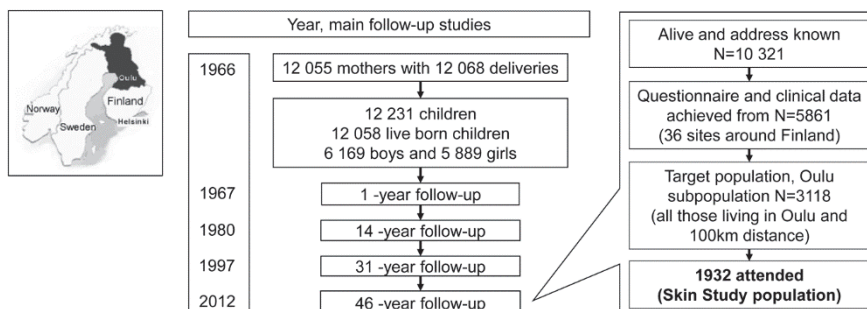 Oulu
Norway
Finland
Sweden
Helsinki
Year, main follow-up studies
1966
12 055 mothers with 12 068 deliveries
12 231 children
12 058 live born children
6 169 boys and 5 889 girls
1967
1 -year follow-up
1980
14 -year follow-up
1997
31 -year follow-up
2012
46 -year follow-up
Alive and address known
N=10 321
Questionnaire and clinical data
achieved from N=5861
(36 sites around Finland)
Target population, Oulu
subpopulation N=3118
(all those living in Oulu and
100km distance)
1932 attended
(Skin Study population)